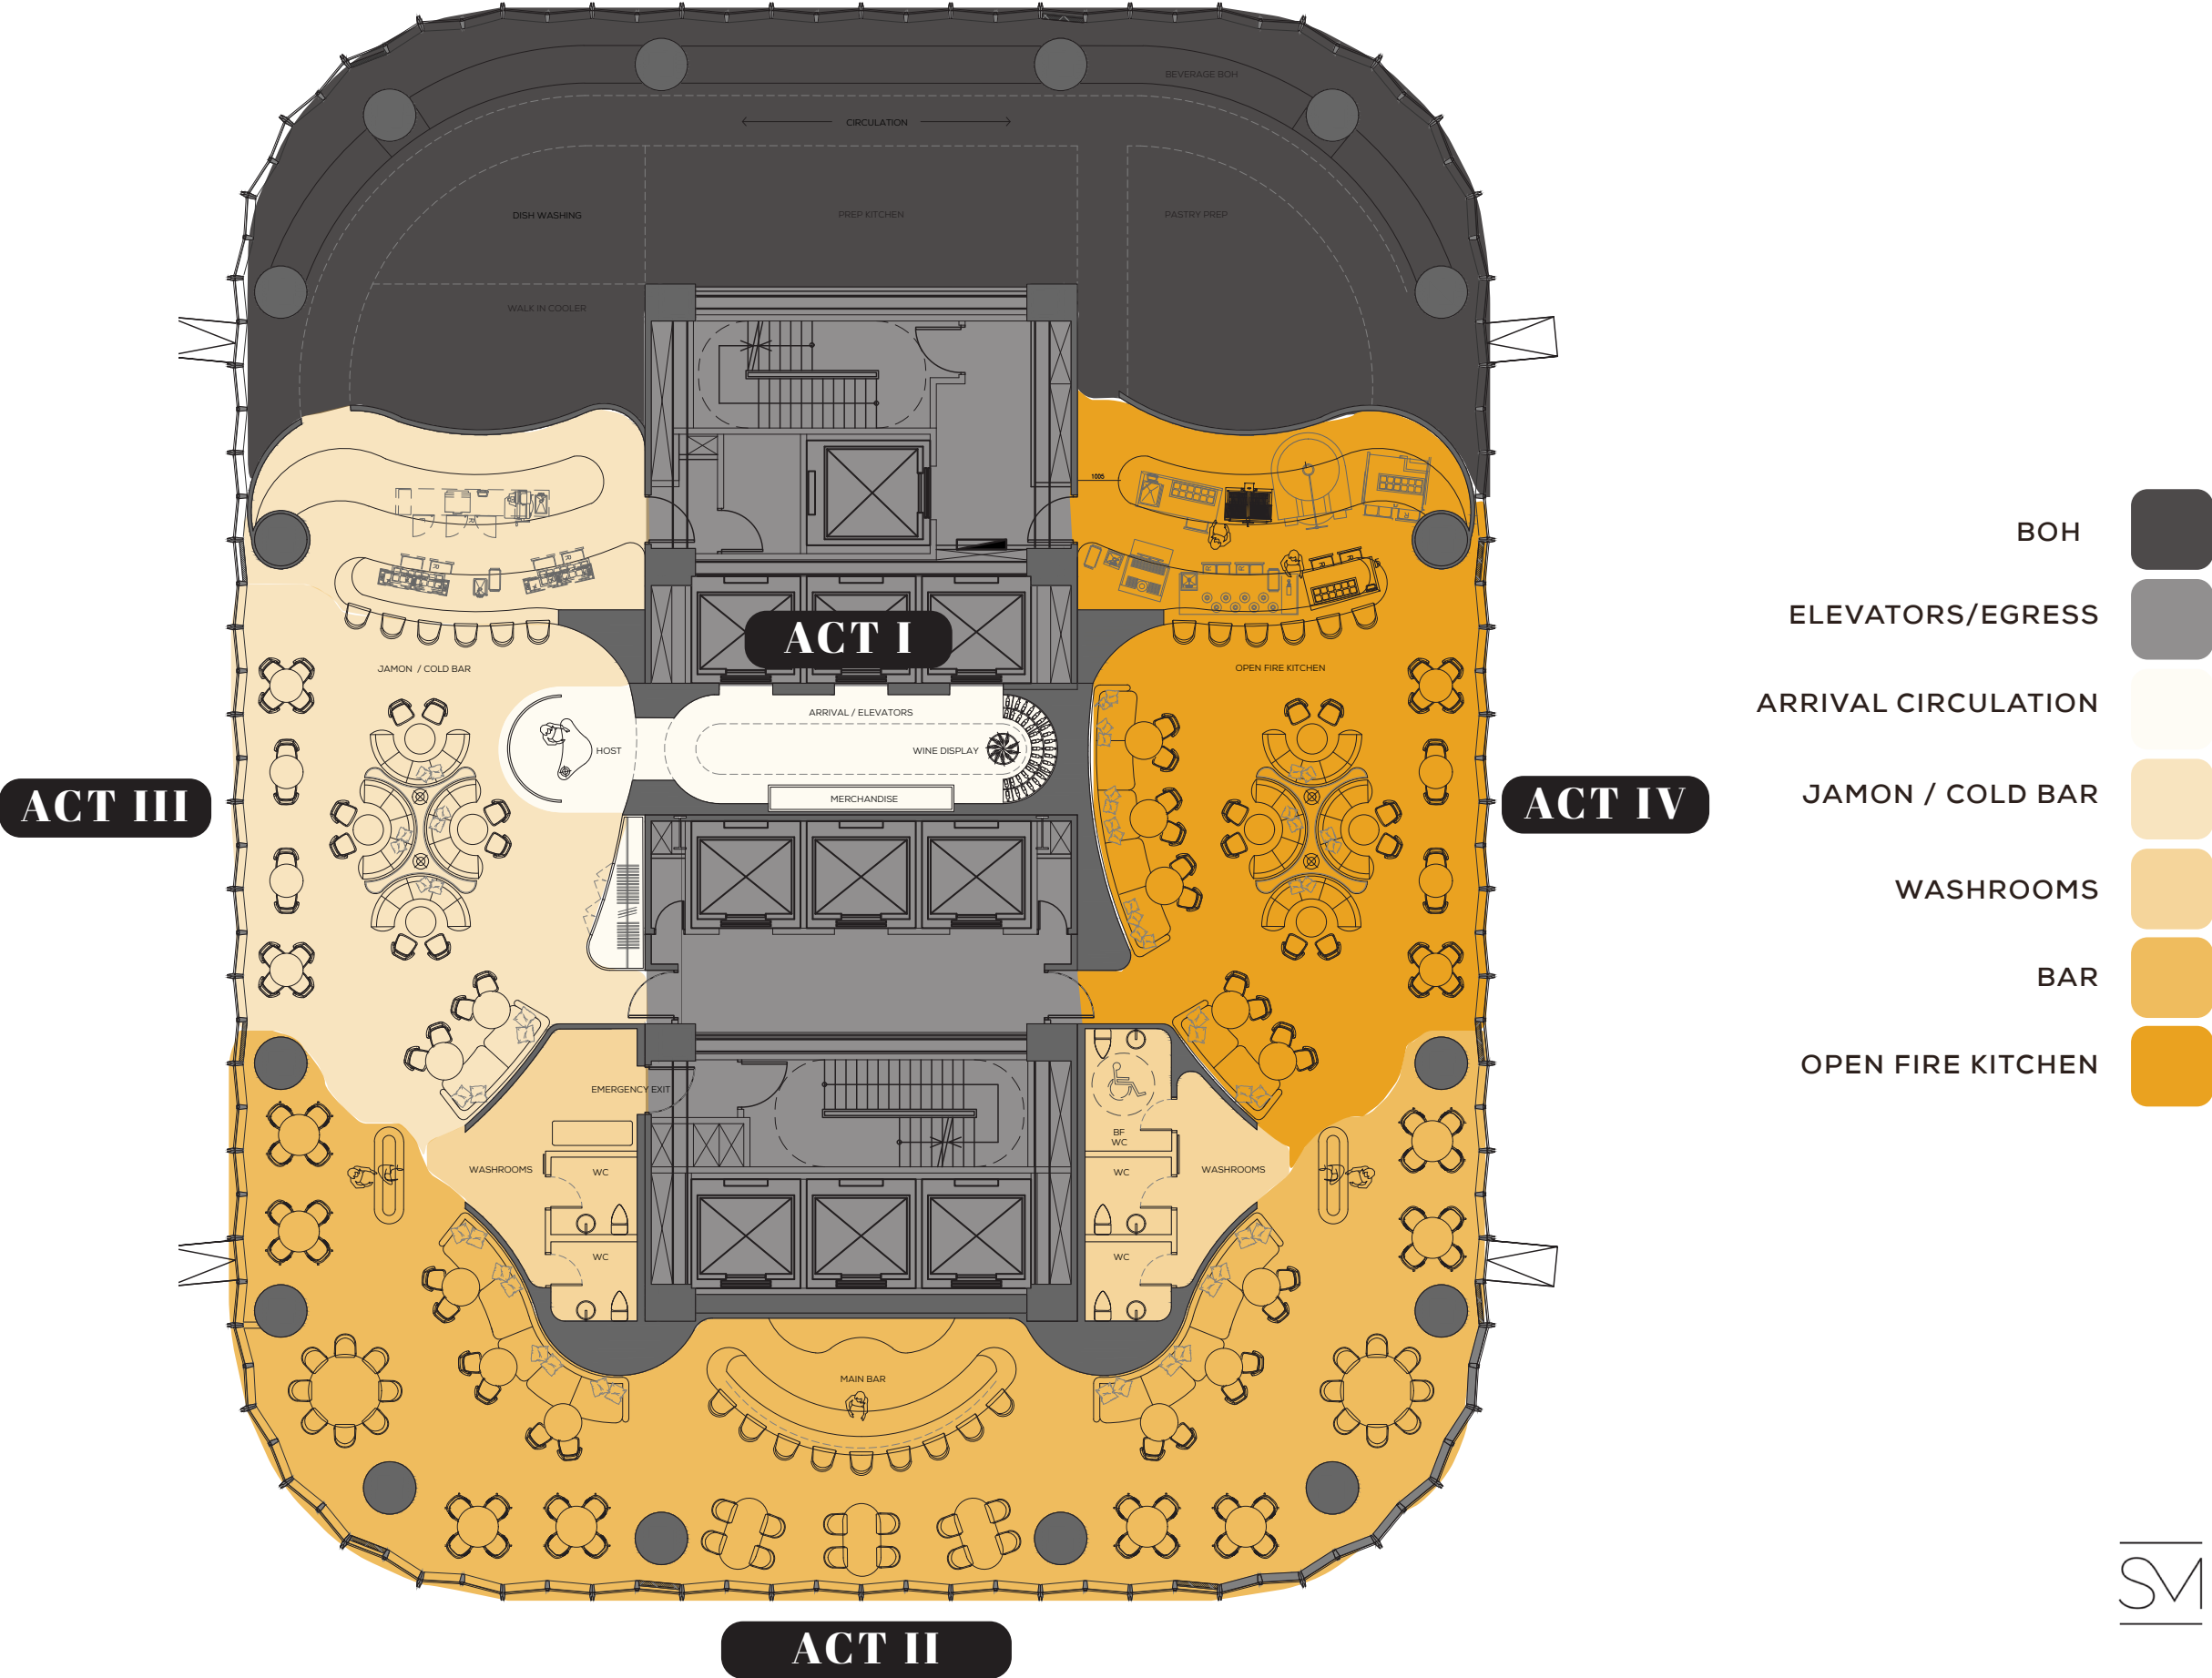 BEVERAGE BOH
CIRCULATION
DISH WASHING
PREP KITCHEN
PASTRY PREP
WALK IN COOLER
1005
ACT I
JAMON / COLD BAR
OPEN FIRE KITCHEN
ARRIVAL / ELEVATORS
HOST
WINE DISPLAY
MERCHANDISE
ACT III
ACT IV
EMERGENCY EXIT
BF
WC
WASHROOMS
WC
WC
WASHROOMS
WC
WC
MAIN BAR
ACT II
BOH
ELEVATORS/EGRESS
ARRIVAL CIRCULATION
JAMON / COLD BAR
WASHROOMS
BAR
OPEN FIRE KITCHEN
SM